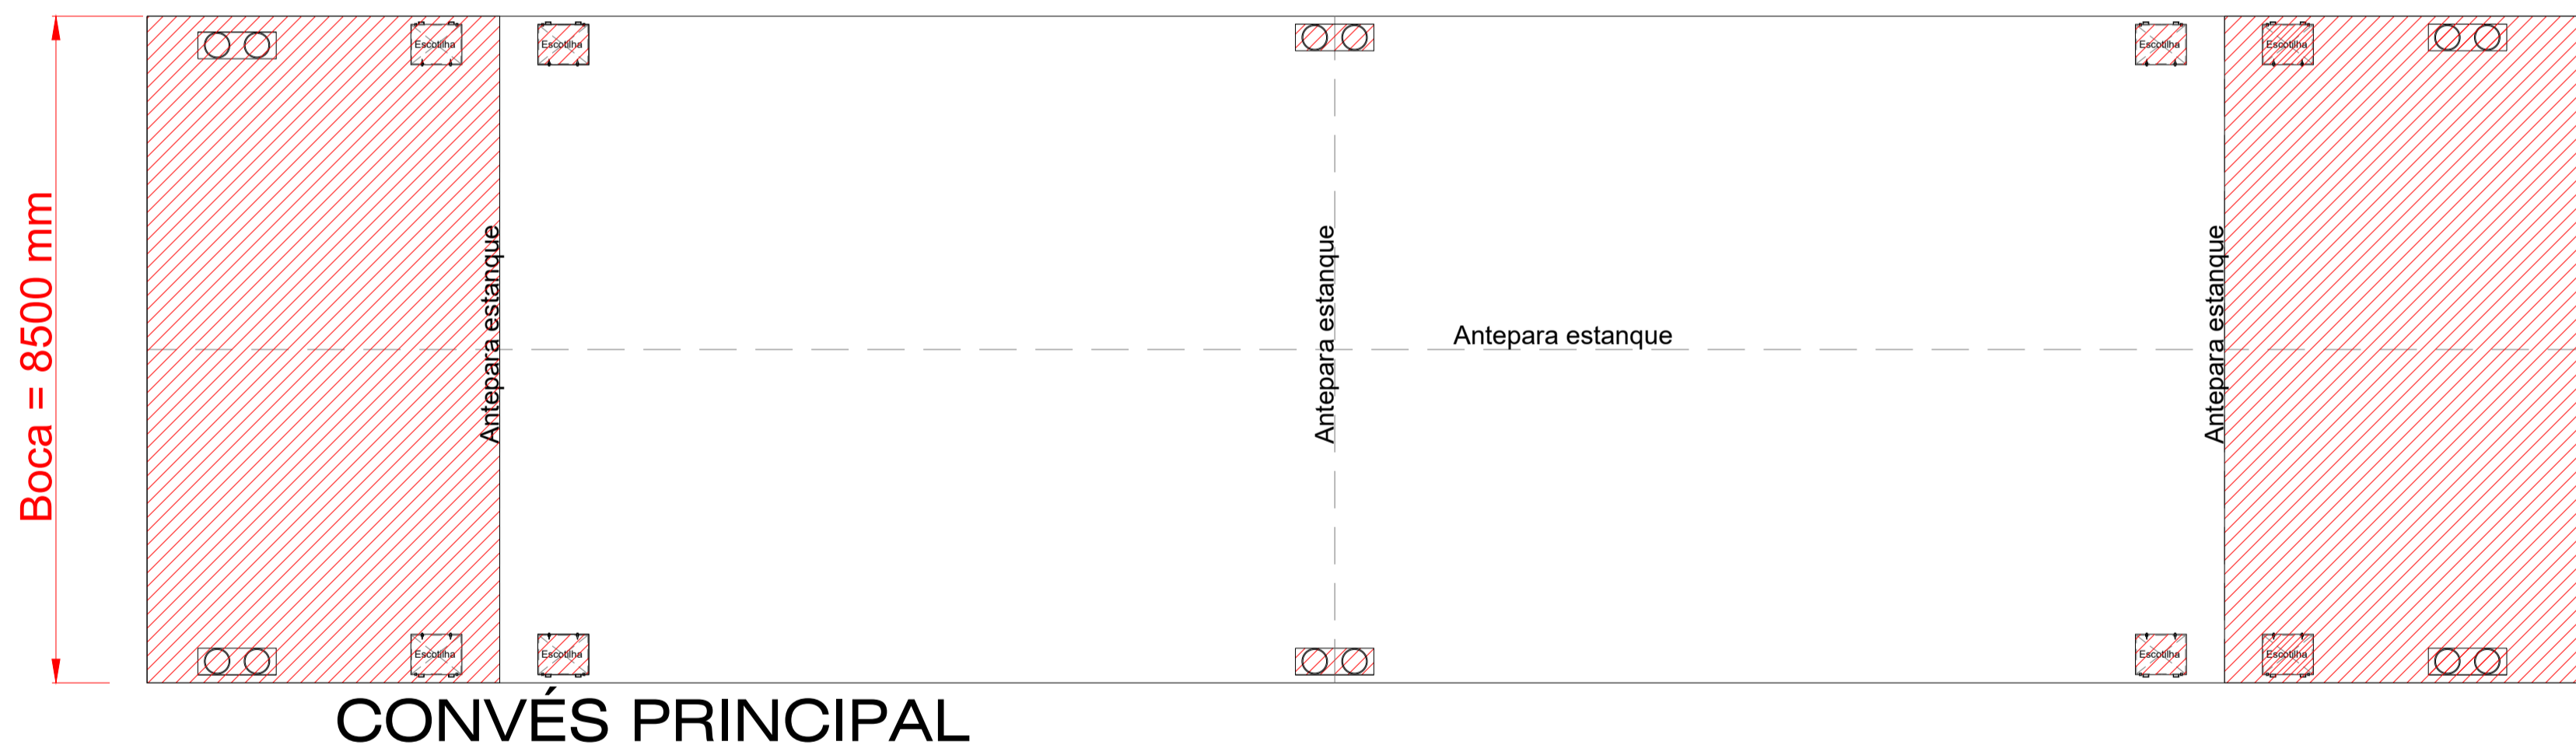 Escotilha
Escotilha
Escotilha
Escotilha
Boca = 8500 mm
Antepara estanque
Antepara estanque
Antepara estanque
Antepara estanque
Escotilha
Escotilha
Escotilha
Escotilha
CONVÉS PRINCIPAL